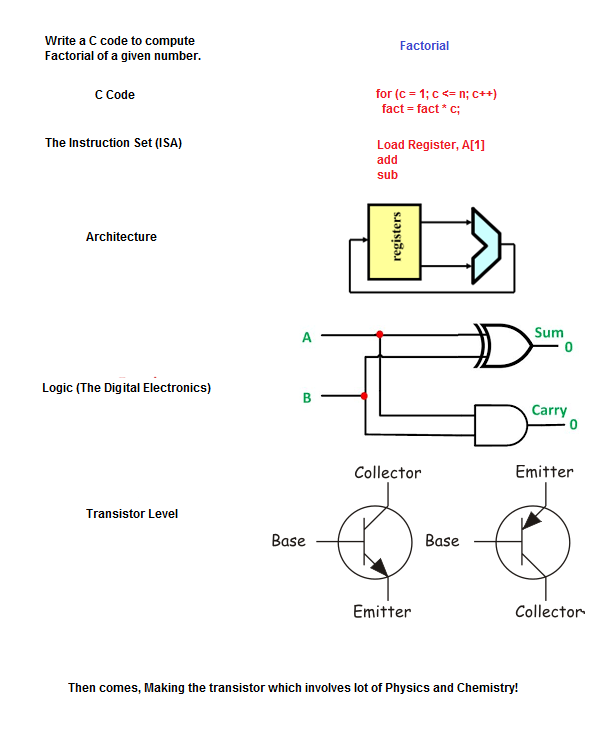 Write a C code to compute
Factorial of a given number.
Factorial
C Code
for (c = 1; c <= n; c++)
fact = fact * c;
The Instruction Set (ISA)
Load Register, A[1]
add
sub
Architecture
registers
A
Sum
0
Logic (The Digital Electronics)
B
Carry
0
Collector
Emitter
Transistor Level
Base
Base
Emitter
Collector
Then comes, Making the transistor which involves lot of Physics and Chemistry!